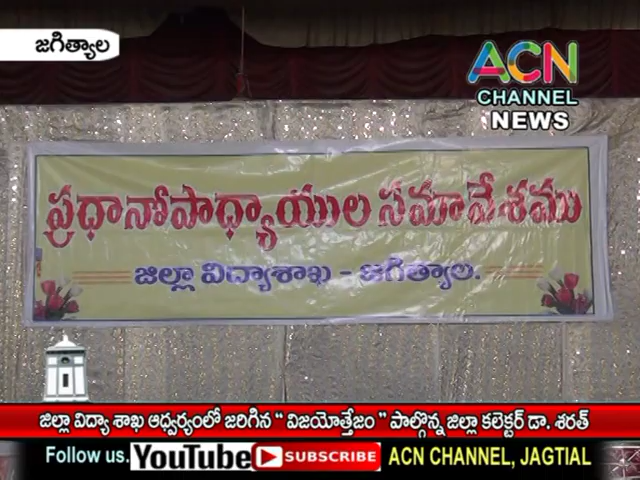 జగిత్యాల
ACN
CHANNEL
NEWS
ప్రధానోపాధ్యాయుల సమావేశము
జిల్లా విద్యాశాఖ - జగిత్యాల.
జిల్లా విద్యా శాఖ ఆధ్వర్యంలో జరిగిన " విజయోత్తేజం " పాల్గొన్న జిల్లా కలెక్టర్ డా. శరత్
Follow us. YouTube SUBSCRIBE ACN CHANNEL, JAGTIAL